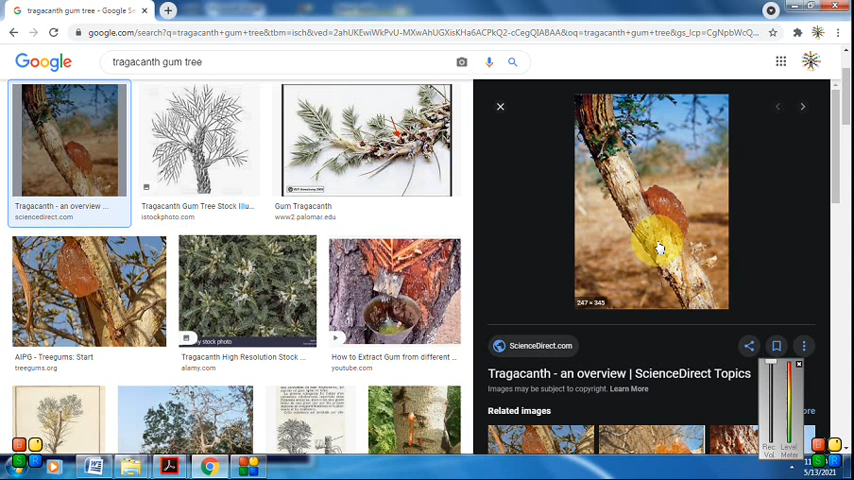 tragacanth gum tree - Google Se
google.com/search?q=tragacanth+gum+tree&tbm=isch&ved=2ahUKEwiWkPvU-MXwAhUGXisKHa6ACPkQ2-cCegQIABAA&oq=tragacanth+gum+tree&gs_lcp=CgNpbWcQ
Google
tragacanth gum tree
Tragacanth - an overview ...
sciencedirect.com
Tragacanth Gum Tree Stock Illu...
istockphoto.com
Gum Tragacanth
www2.palomar.edu
247 × 345
stock photo
AIPG - Treegums: Start
treegums.org
Tragacanth High Resolution Stock ...
alamy.com
How to Extract Gum from different ...
youtube.com
ScienceDirect.com
Tragacanth - an overview | ScienceDirect Topics
Images may be subject to copyright. Learn More
Related images
ore
Rec Level
Vol Meter
B
S R
B
S R
5/13/2021